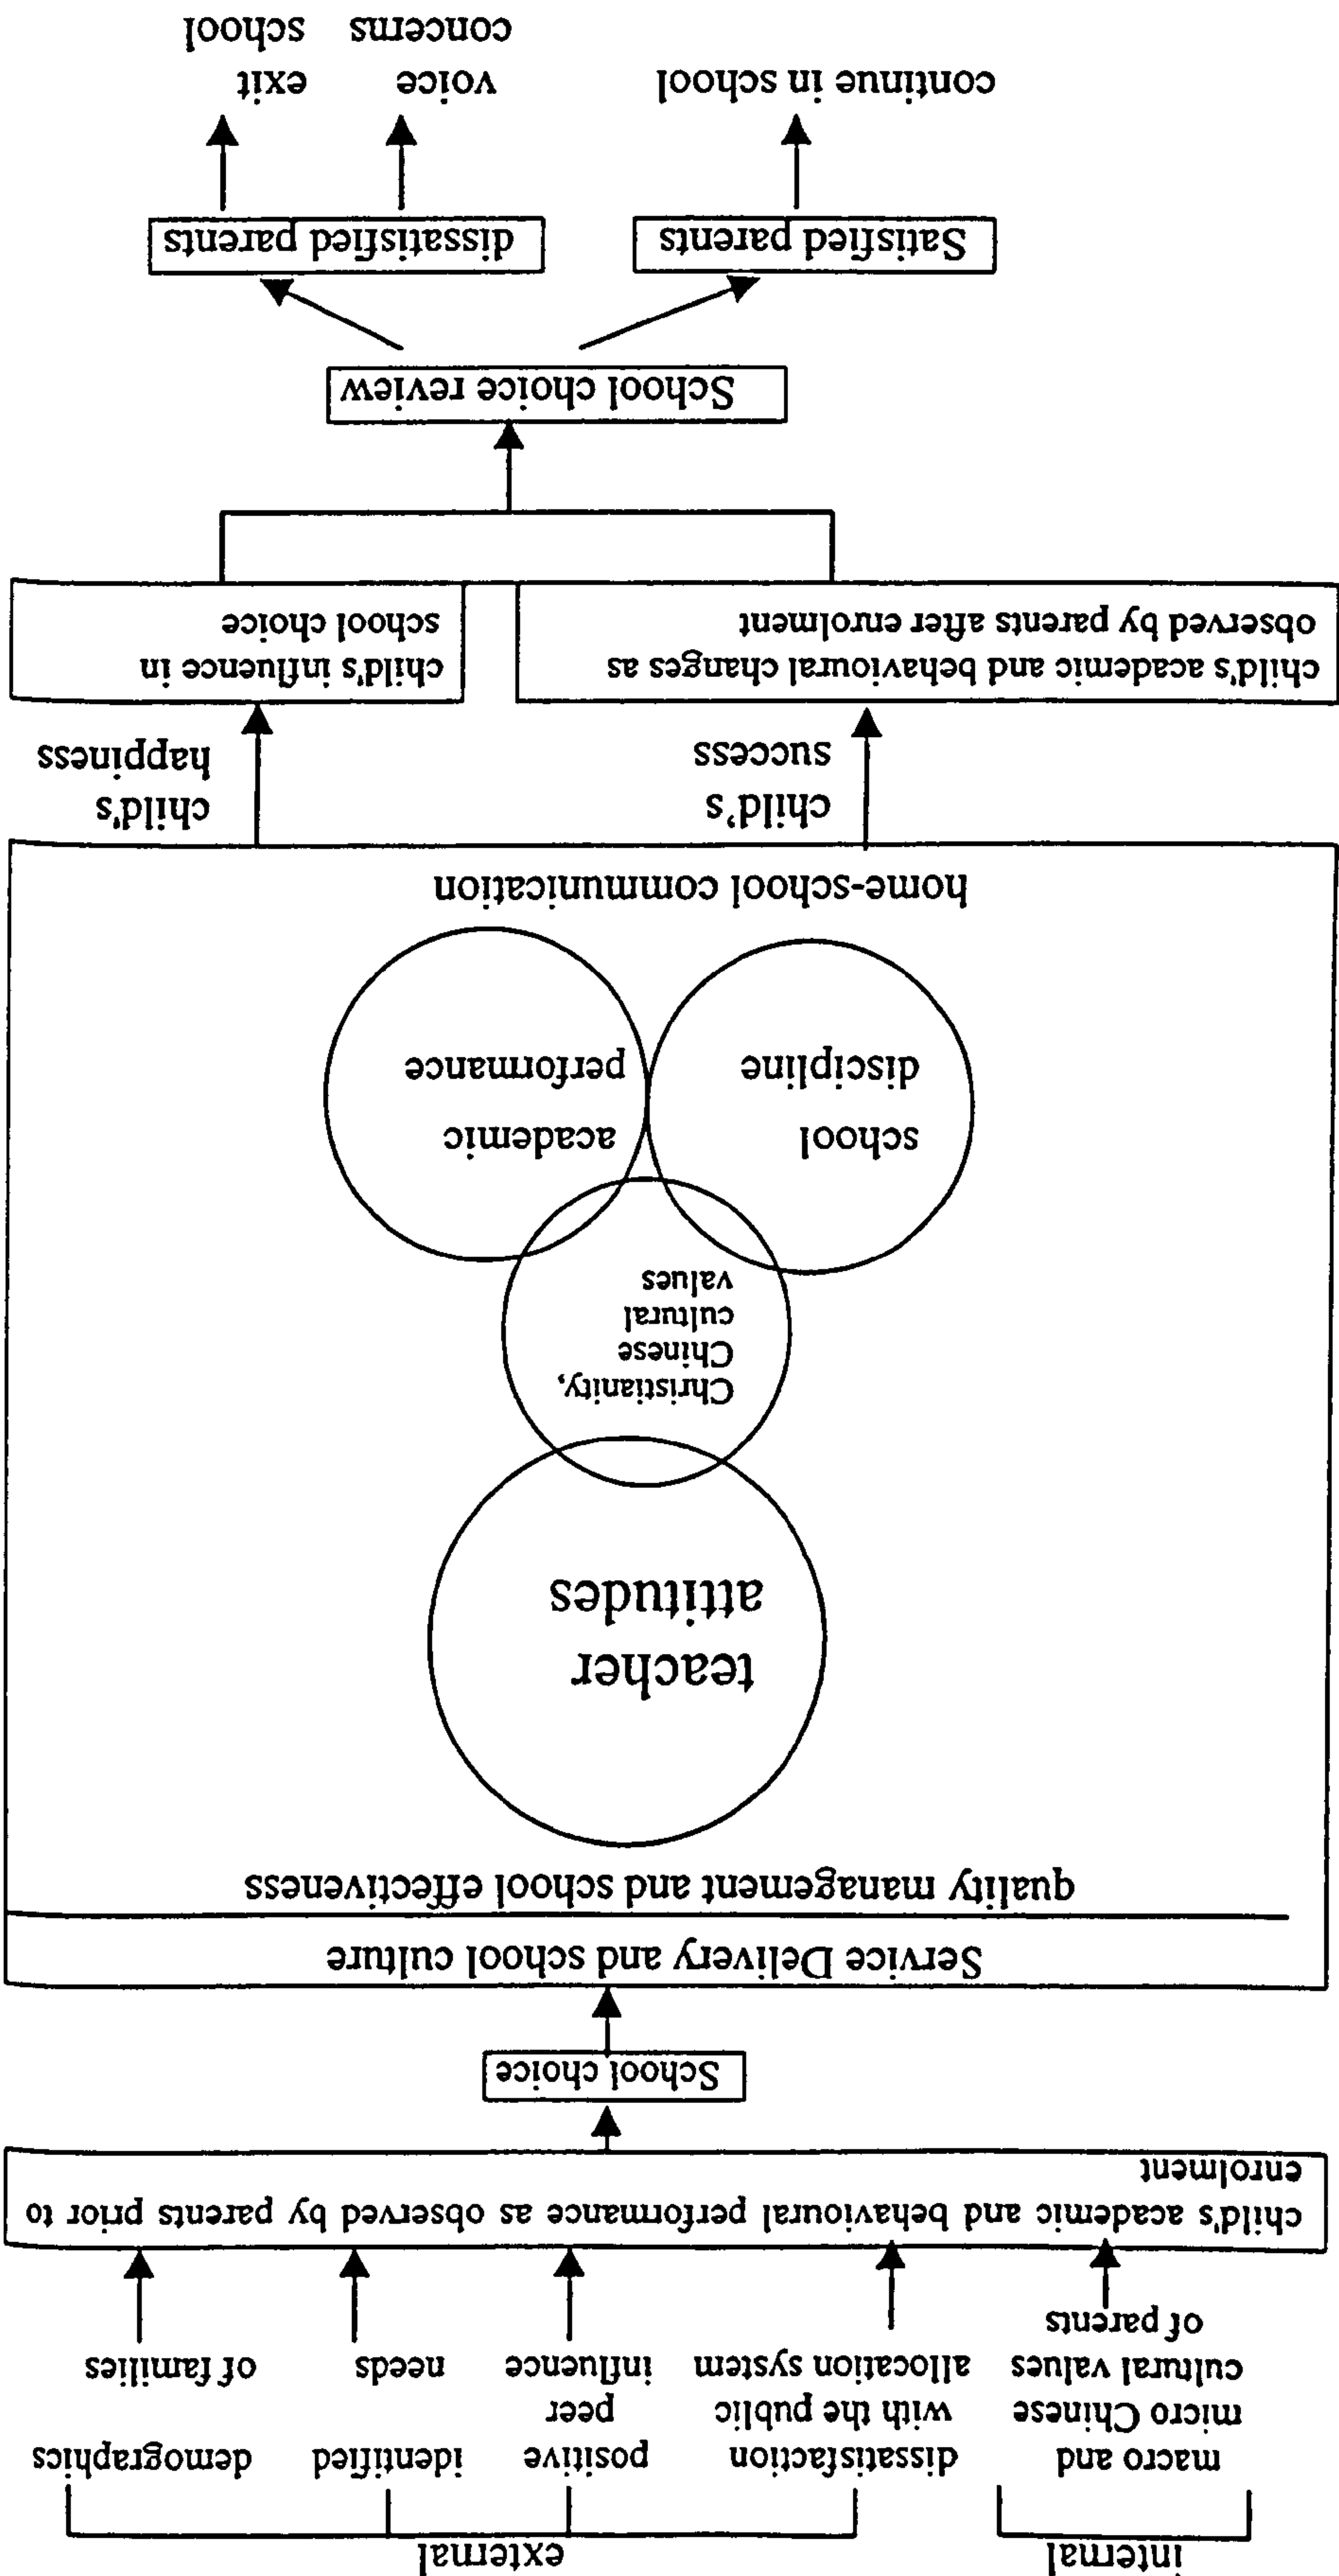 internal
external
macro and
micro Chinese
cultural values
of parents
dissatisfaction
with the public
allocation system
positive
peer
influence
identified
needs
demographics
of families
child's academic and behavioural performance as observed by parents prior to
enrolment
School choice
Service Delivery and school culture
quality management and school effectiveness
teacher
attitudes
Christianity,
Chinese
cultural
values
school
discipline
academic
performance
home-school communication
child's
success
child's
happiness
child's academic and behavioural changes as
observed by parents after enrolment
child's influence in
school choice
School choice review
Satisfied parents
dissatisfied parents
continue in school
voice
concerns
exit
school